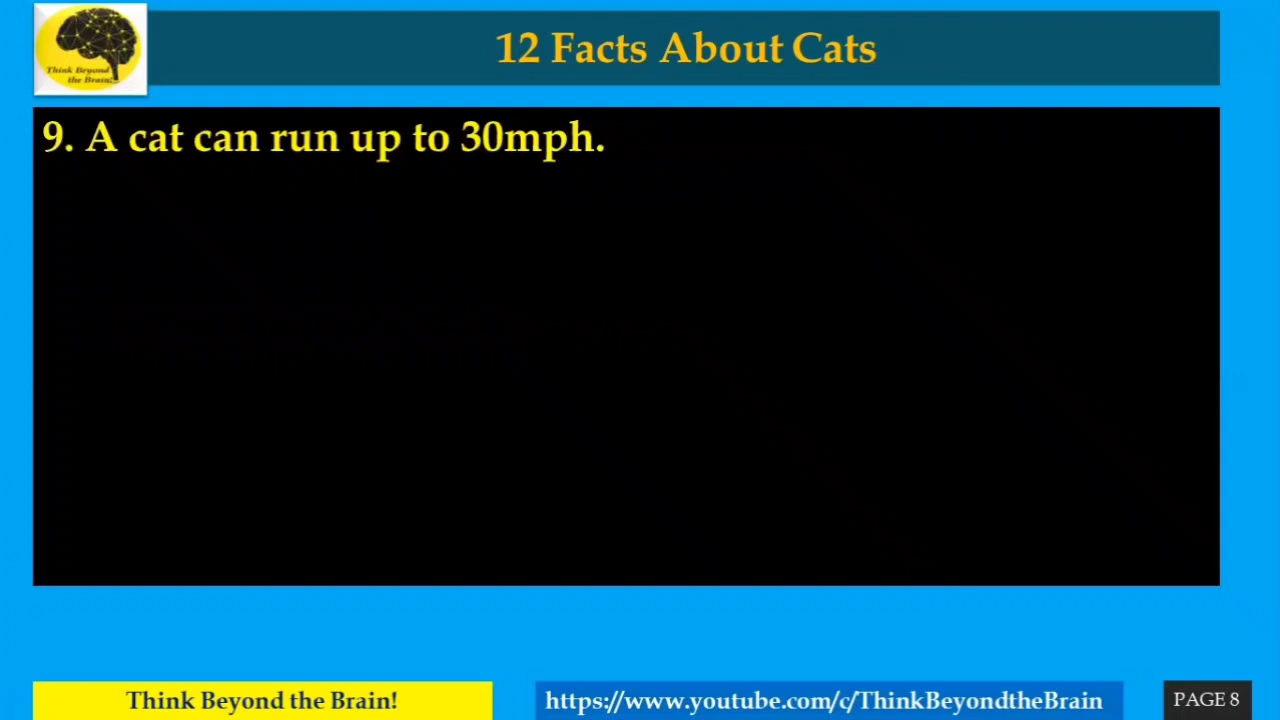 Think Beyond
the Brain!
12 Facts About Cats
9. A cat can run up to 30mph.
Think Beyond the Brain!
https://www.youtube.com/c/ThinkBeyondtheBrain
PAGE 8